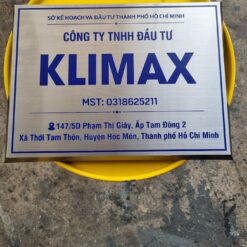 SỞ KẾ HOẠCH VÀ ĐẦU TƯ THÀNH PHỐ HỒ CHÍ MINH
CÔNG TY TNHH ĐẦU TƯ
KLIMAX
MST: 0318625211
147/5D Phạm Thị Giây, Ấp Tam Đông 2
Xã Thới Tam Thôn, Huyện Hóc Môn, Thành phố Hồ Chí Minh